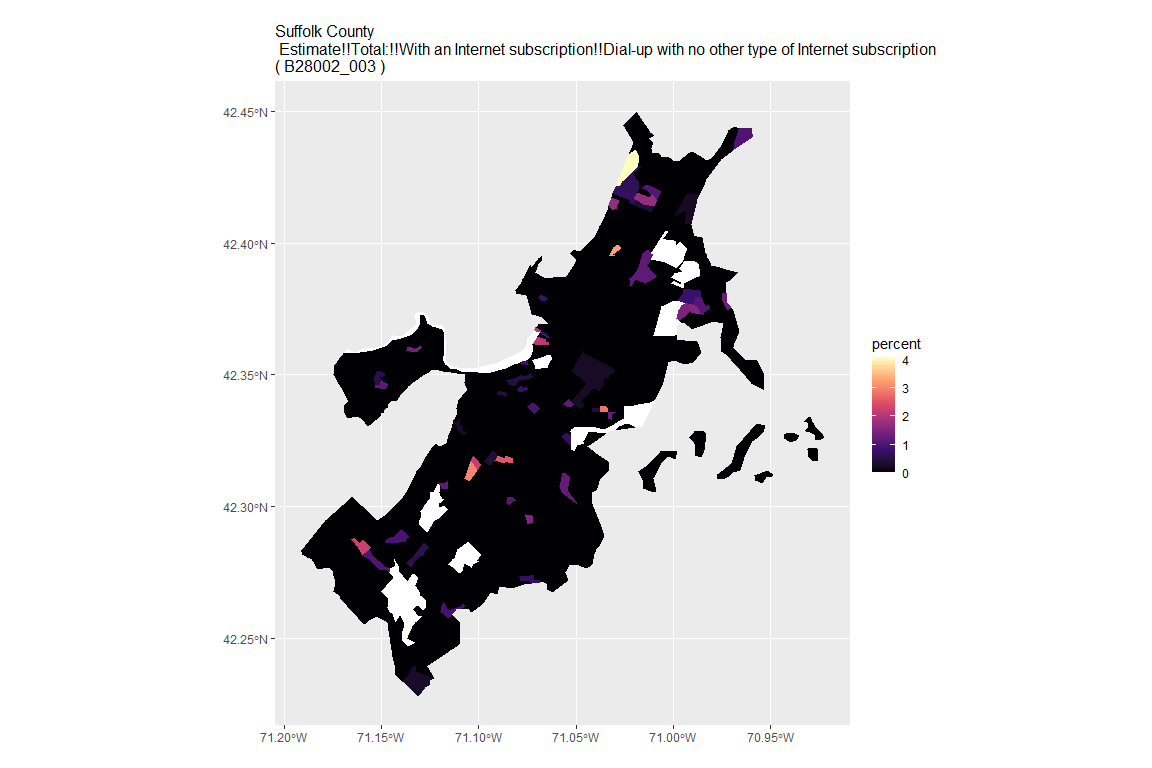 Suffolk County
Estimate!!Total:!!With an Internet subscription!!Dial-up with no other type of Internet subscription
( B28002_003 )
42.45°N
42.40°N
42.35°N
42.30°N
42.25°N
71.20°W
71.15°W
71.10°W
71.05°W
71.00°W
70.95°W
percent
4
3
2
1
0